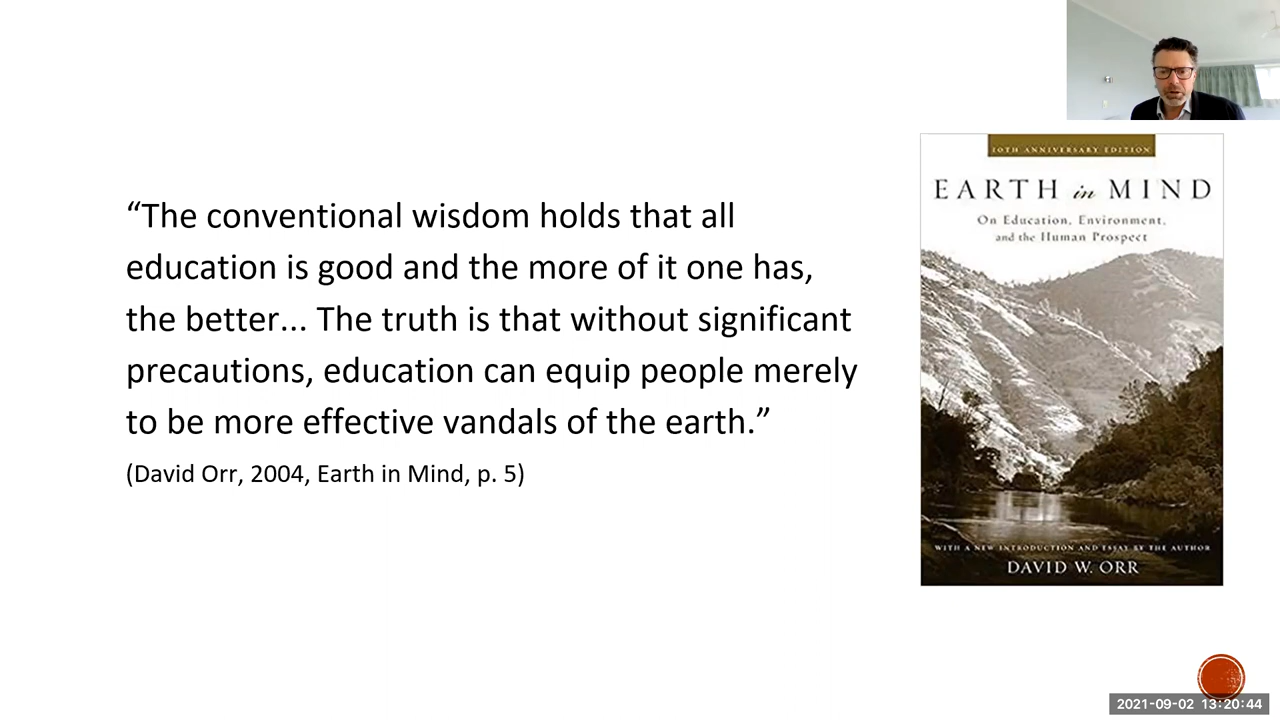 “The conventional wisdom holds that all
education is good and the more of it one has,
the better... The truth is that without significant
precautions, education can equip people merely
to be more effective vandals of the earth.”
(David Orr, 2004, Earth in Mind, p. 5)
10TH ANNIVERSARY EDITION
EARTH in MIND
On Education, Environment,
and the Human Prospect
WITH A NEW INTRODUCTION AND ESSAY BY THE AUTHOR
DAVID W. ORR
2021-09-02 13:20:44